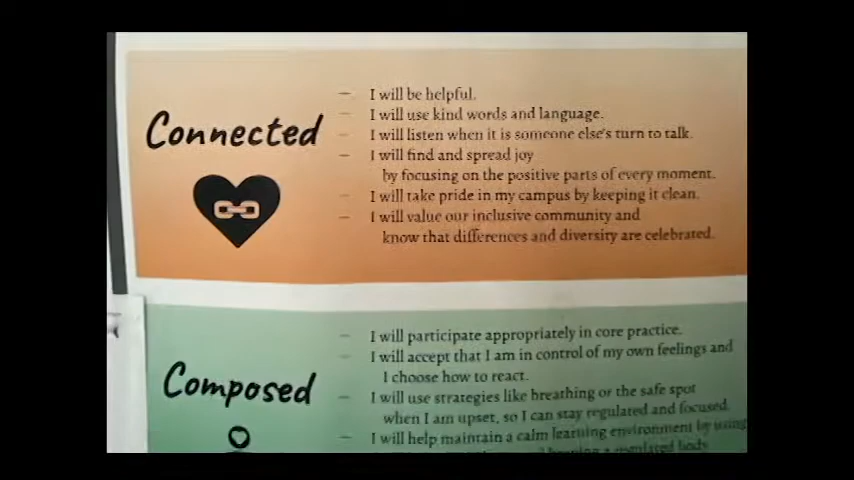 Connected
– I will be helpful.
– I will use kind words and language.
– I will listen when it is someone else's turn to talk.
– I will find and spread joy
by focusing on the positive parts of every moment.
– I will take pride in my campus by keeping it clean.
– I will value our inclusive community and
know that differences and diversity are celebrated.
Composed
– I will participate appropriately in core practice.
– I will accept that I am in control of my own feelings and
I choose how to react.
– I will use strategies like breathing or the safe spot
when I am upset, so I can stay regulated and focused.
– I will help maintain a calm learning environment by using
a regulated body